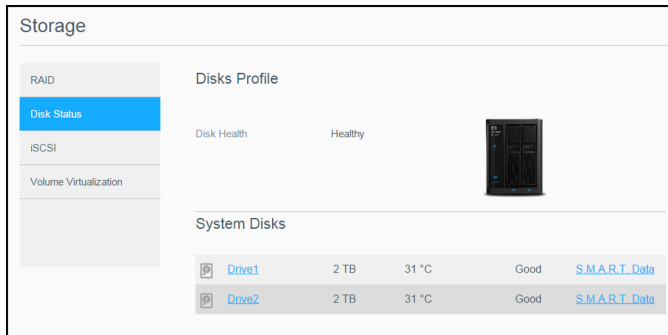 Storage
RAID
Disk Status
iSCSI
Volume Virtualization
Disks Profile
Disk Health Healthy
System Disks
Drive1 2 TB 31 °C Good S.M.A.R.T. Data
Drive2 2 TB 31 °C Good S.M.A.R.T. Data